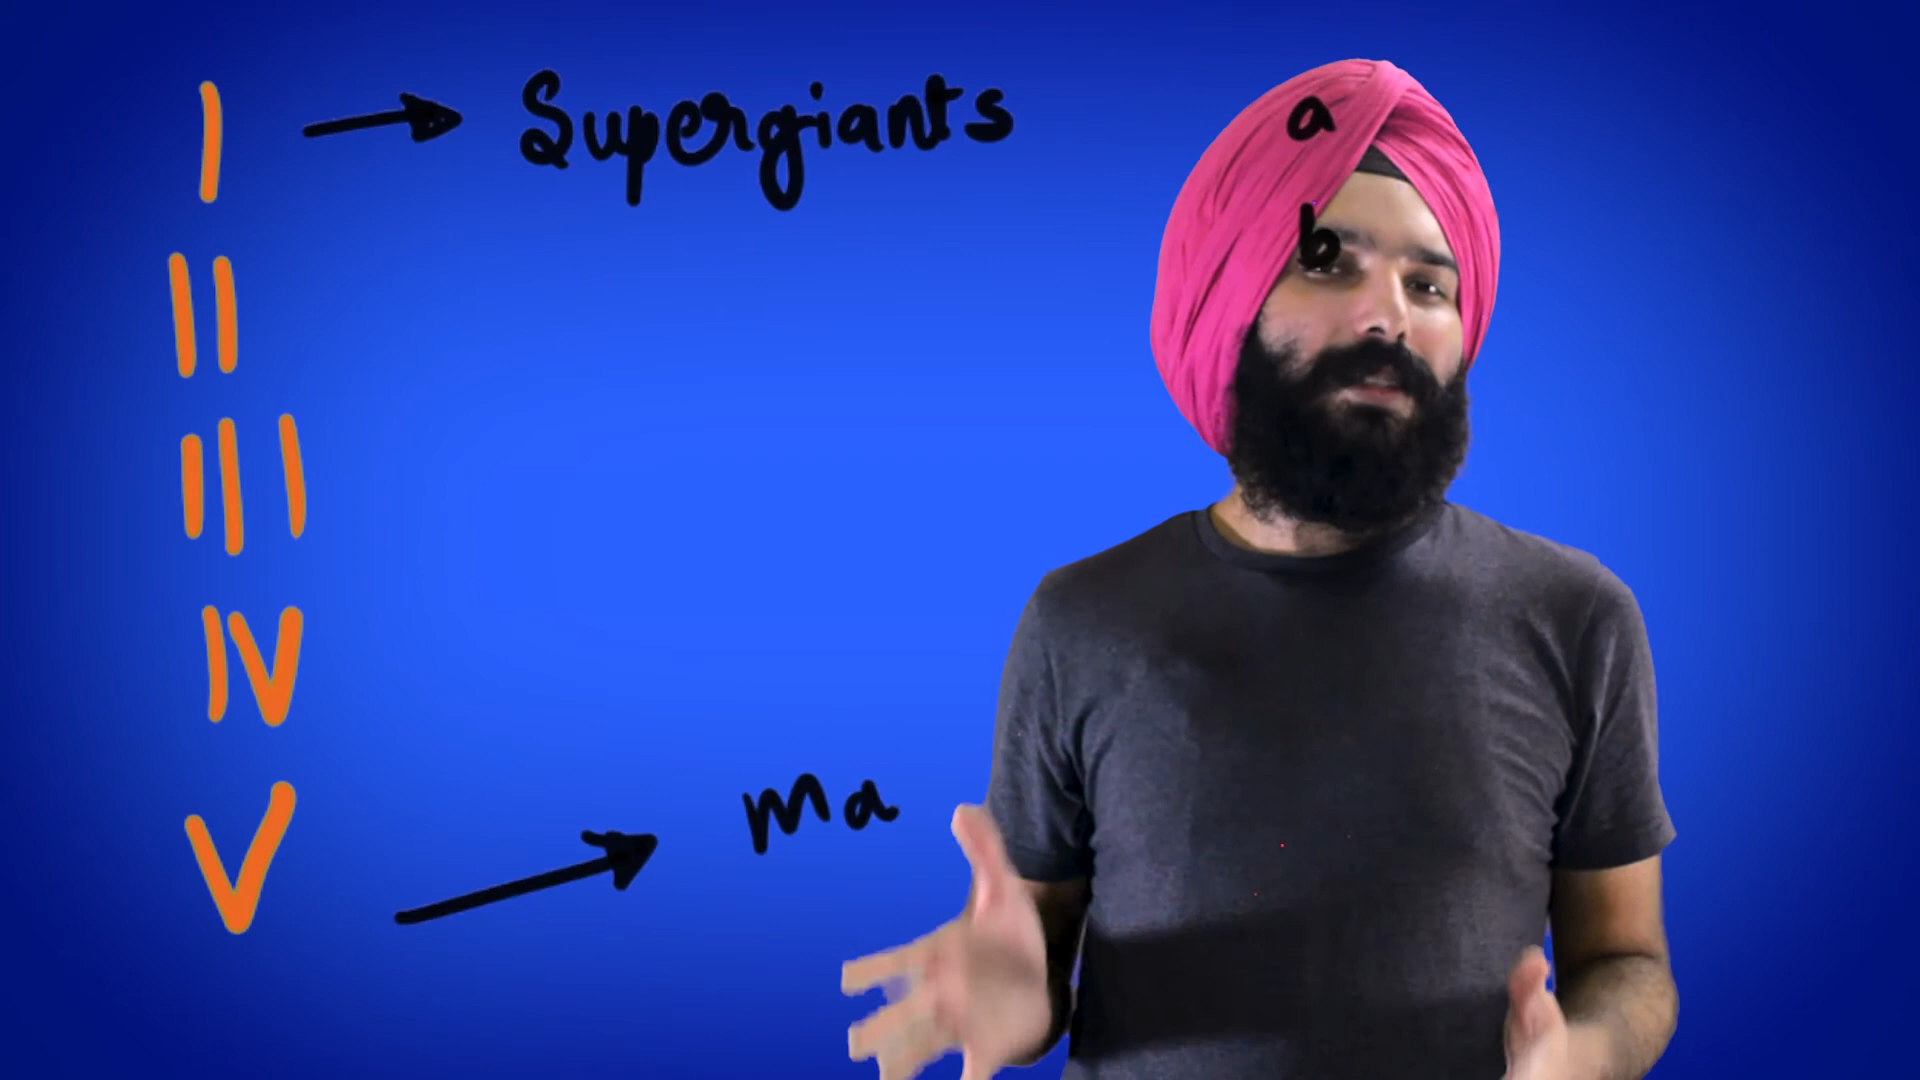 I → Supergiants a
b
II
III
IV
V → Ma